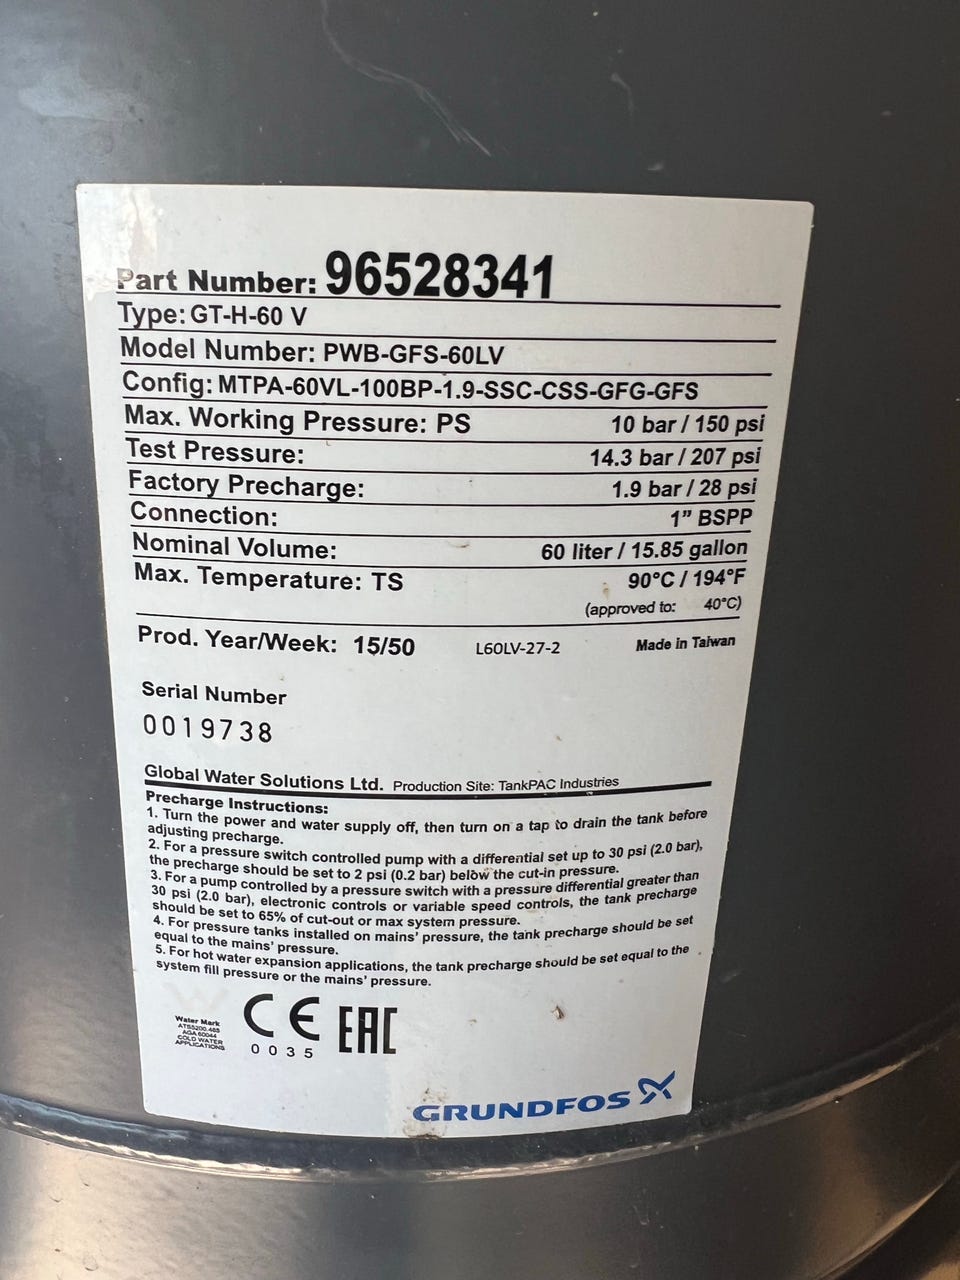 Part Number: 96528341
Type: GT-H-60 V
Model Number: PWB-GFS-60LV
Config: MTPA-60VL-100BP-1.9-SSC-CSS-GFG-GFS
Max. Working Pressure: PS 10 bar / 150 psi
Test Pressure: 14.3 bar / 207 psi
Factory Precharge: 1.9 bar / 28 psi
Connection: 1” BSPP
Nominal Volume: 60 liter / 15.85 gallon
Max. Temperature: TS 90°C / 194°F
(approved to: 40°C)
Prod. Year/Week: 15/50 L60LV-27-2 Made in Taiwan
Serial Number
0019738
Global Water Solutions Ltd. Production Site: TankPAC Industries
Precharge Instructions:
1. Turn the power and water supply off, then turn on a tap to drain the tank before
adjusting precharge.
2. For a pressure switch controlled pump with a differential set up to 30 psi (2.0 bar),
the precharge should be set to 2 psi (0.2 bar) below the cut-in pressure.
3. For a pump controlled by a pressure switch with a pressure differential greater than
30 psi (2.0 bar), electronic controls or variable speed controls, the tank precharge
should be set to 65% of cut-out or max system pressure.
4. For pressure tanks installed on mains' pressure, the tank precharge should be set
equal to the mains' pressure.
5. For hot water expansion applications, the tank precharge should be set equal to the
system fill pressure or the mains' pressure.
Water Mark
ATS5200.485
AGA 60044
COLD WATER
APPLICATIONS
CE
0035
EAC
GRUNDFOS